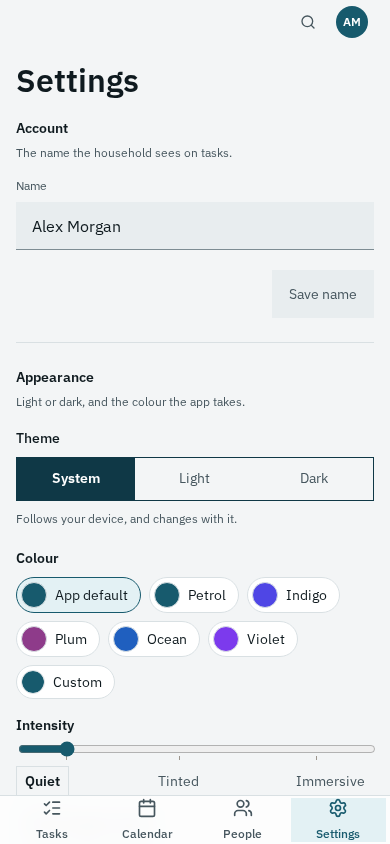 AM
Settings
Account
The name the household sees on tasks.
Name
Alex Morgan
Save name
Appearance
Light or dark, and the colour the app takes.
Theme
System Light Dark
Follows your device, and changes with it.
Colour
App default Petrol Indigo
Plum Ocean Violet
Custom
Intensity
Quiet Tinted Immersive
Tasks Calendar People Settings